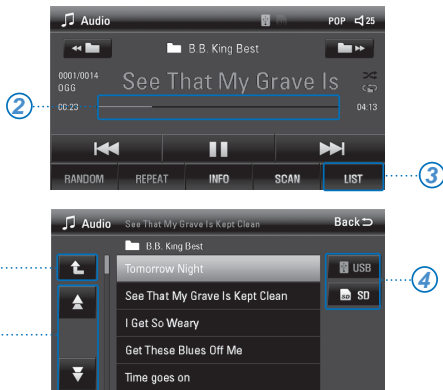 Audio POP 25
B.B. King Best
0001/0014
OGG
See That My Grave Is
2
00:23 04:13
RANDOM REPEAT INFO SCAN LIST
3
Audio See That My Grave Is Kept Clean Back
B.B. King Best
Tomorrow Night USB
4
See That My Grave Is Kept Clean SD SD
I Get So Weary
Get These Blues Off Me
Time goes on